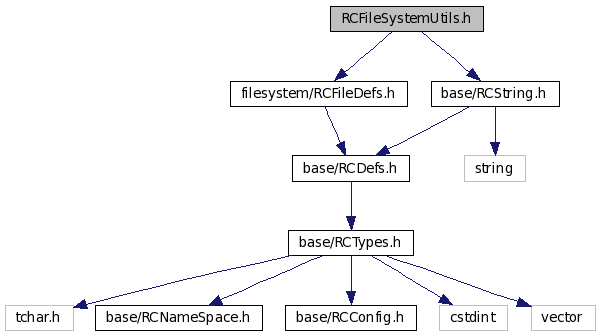 RCFileSystemUtils.h
filesystem/RCFileDefs.h
base/RCString.h
base/RCDefs.h
string
base/RCTypes.h
tchar.h
base/RCNameSpace.h
base/RCConfig.h
cstdint
vector